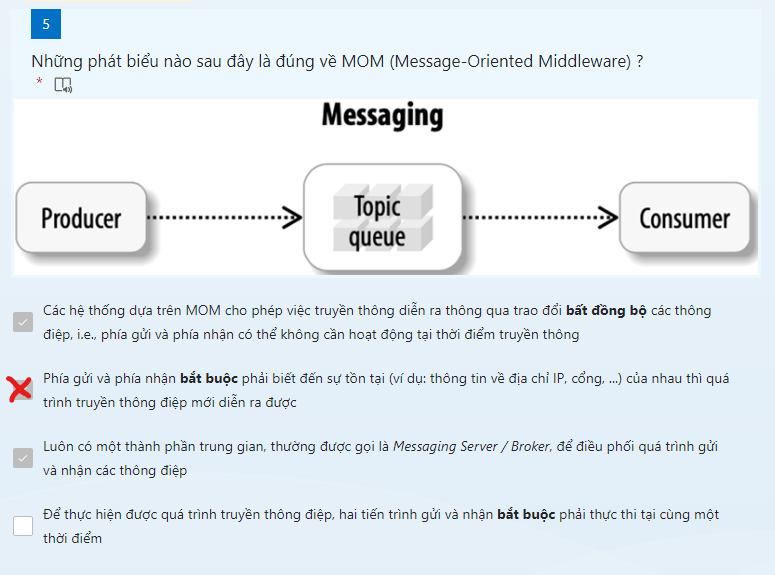 5
Những phát biểu nào sau đây là đúng về MOM (Message-Oriented Middleware) ?
*
Messaging
Producer
Topic
queue
Consumer
Các hệ thống dựa trên MOM cho phép việc truyền thông diễn ra thông qua trao đổi bất đồng bộ các thông
điệp, i.e., phía gửi và phía nhận có thể không cần hoạt động tại thời điểm truyền thông
Phía gửi và phía nhận bắt buộc phải biết đến sự tồn tại (ví dụ: thông tin về địa chỉ IP, cổng, ...) của nhau thì quá
trình truyền thông điệp mới diễn ra được
Luôn có một thành phần trung gian, thường được gọi là Messaging Server / Broker, để điều phối quá trình gửi
và nhận các thông điệp
Để thực hiện được quá trình truyền thông điệp, hai tiến trình gửi và nhận bắt buộc phải thực thi tại cùng một
thời điểm